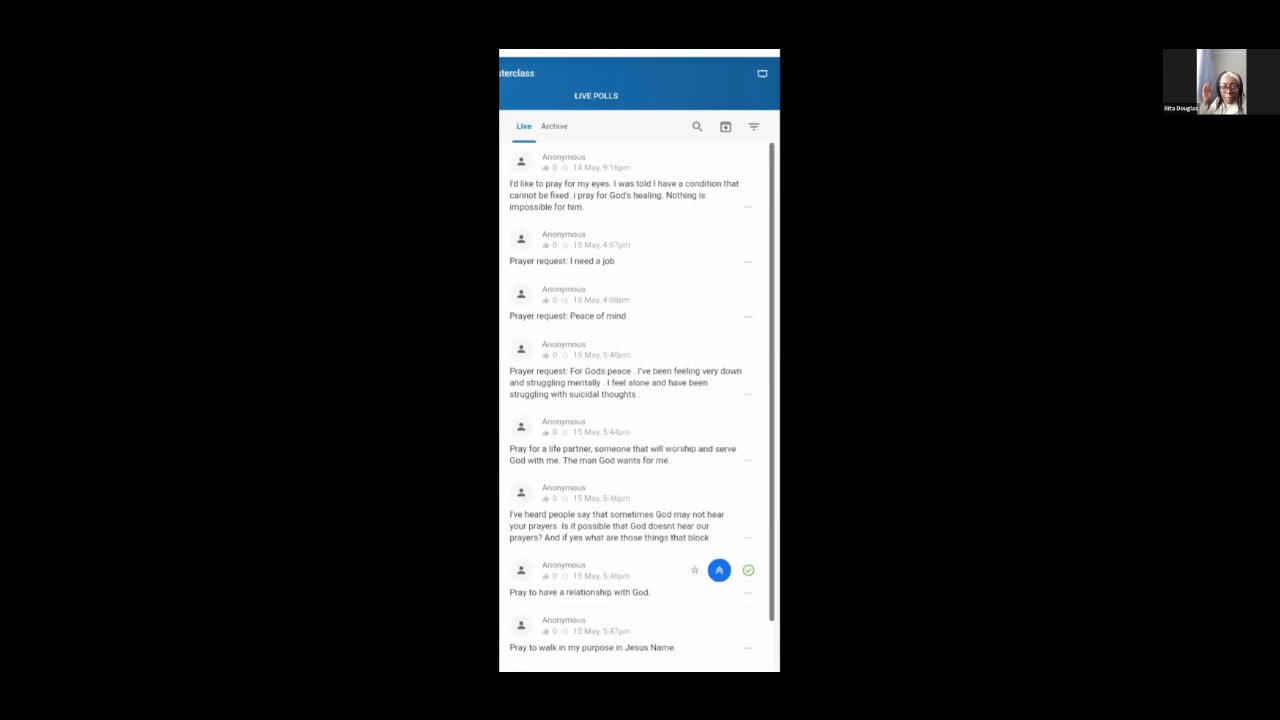 terclass
LIVE POLLS
Live Archive
Anonymous
0 14 May, 9:16pm
I'd like to pray for my eyes. I was told I have a condition that
cannot be fixed. i pray for God's healing. Nothing is
impossible for him.
Anonymous
0 15 May, 4:07pm
Prayer request: I need a job
Anonymous
0 15 May, 4:08pm
Prayer request: Peace of mind
Anonymous
0 15 May, 5:40pm
Prayer request: For Gods peace . I've been feeling very down
and struggling mentally . I feel alone and have been
struggling with suicidal thoughts .
Anonymous
0 15 May, 5:44pm
Pray for a life partner, someone that will worship and serve
God with me. The man God wants for me.
Anonymous
0 15 May, 5:46pm
I've heard people say that sometimes God may not hear
your prayers. Is it possible that God doesnt hear our
prayers? And if yes what are those things that block
Anonymous
0 15 May, 5:46pm
Pray to have a relationship with God.
Anonymous
0 15 May, 5:47pm
Pray to walk in my purpose in Jesus Name.
Rita Douglas